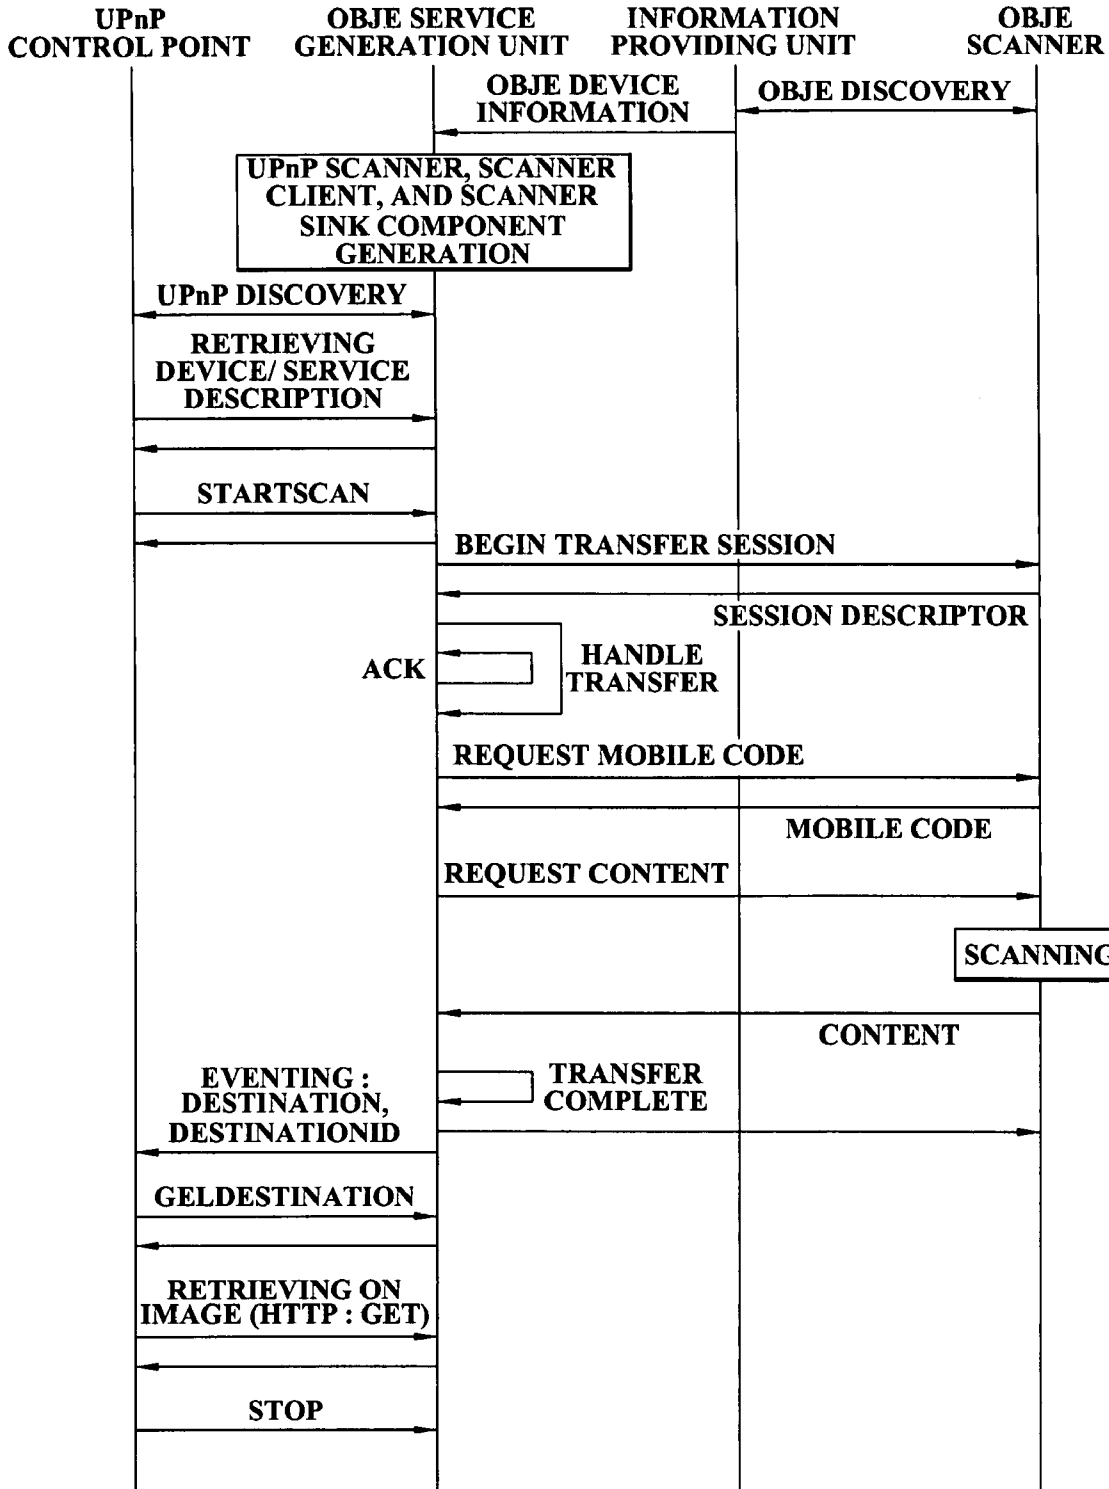 UPnP
CONTROL POINT
OBJE SERVICE
GENERATION UNIT
INFORMATION
PROVIDING UNIT
OBJE
SCANNER
OBJE DEVICE
INFORMATION
OBJE DISCOVERY
UPnP SCANNER, SCANNER
CLIENT, AND SCANNER
SINK COMPONENT
GENERATION
UPnP DISCOVERY
RETRIEVING
DEVICE/ SERVICE
DESCRIPTION
STARTSCAN
BEGIN TRANSFER SESSION
SESSION DESCRIPTOR
ACK
HANDLE
TRANSFER
REQUEST MOBILE CODE
MOBILE CODE
REQUEST CONTENT
SCANNING
CONTENT
TRANSFER
COMPLETE
EVENTING :
DESTINATION,
DESTINATIONID
GELDESTINATION
RETRIEVING ON
IMAGE (HTTP : GET)
STOP